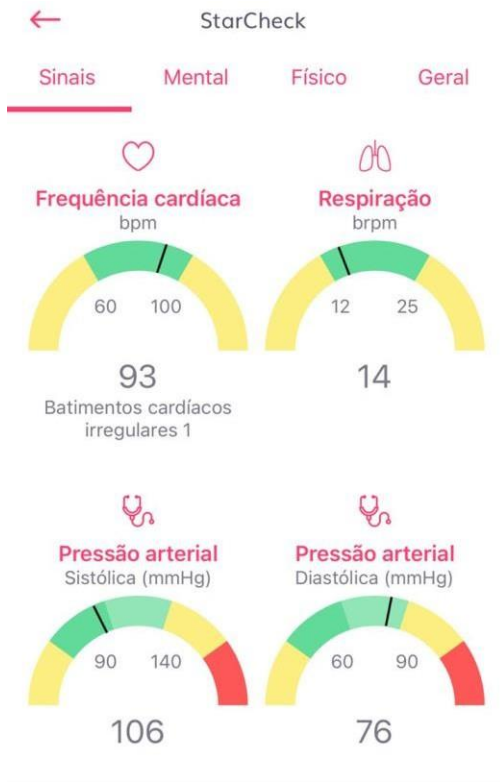 StarCheck
Sinais Mental Físico Geral
Frequência cardíaca
bpm
60 100
93
Batimentos cardíacos
irregulares 1
Respiração
brpm
12 25
14
Pressão arterial
Sistólica (mmHg)
90 140
106
Pressão arterial
Diastólica (mmHg)
60 90
76